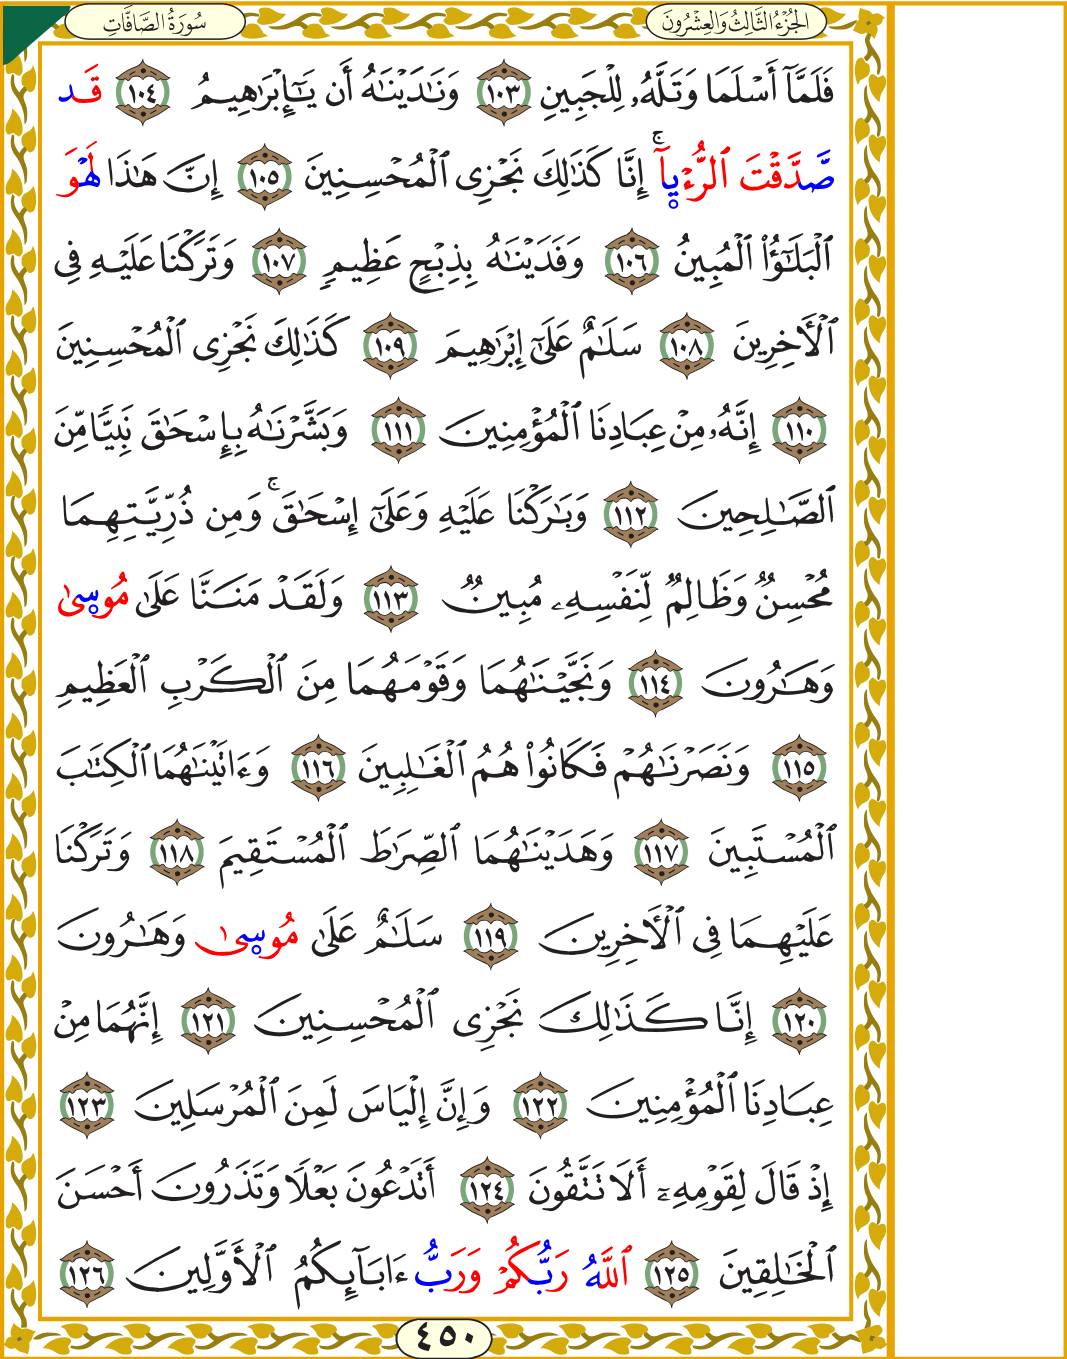 سُورَةُ الصَّافَّاتِ
الجُزْءُ الثَّالِثُ وَالعِشْرُونَ
فَلَمَّآ أَسْلَمَا وَتَلَّهُۥ لِلْجَبِينِ ١٠٣ وَنَٰدَيْنَٰهُ أَن يَٰٓإِبْرَٰهِيمُ ١٠٤ قَد
صَّدَّقْتَ ٱلرُّءْيَآ ۚ إِنَّا كَذَٰلِكَ نَجْزِى ٱلْمُحْسِنِينَ ١٠٥ إِنَّ هَٰذَا لَهُوَ
ٱلْبَلَٰٓؤُا۟ ٱلْمُبِينُ ١٠٦ وَفَدَيْنَٰهُ بِذِبْحٍ عَظِيمٍ ١٠٧ وَتَرَكْنَا عَلَيْهِ فِى
ٱلْأَخِرِينَ ١٠٨ سَلَٰمٌ عَلَىٰٓ إِبْرَٰهِيمَ ١٠٩ كَذَٰلِكَ نَجْزِى ٱلْمُحْسِنِينَ
١١٠ إِنَّهُۥ مِنْ عِبَادِنَا ٱلْمُؤْمِنِينَ ١١١ وَبَشَّرْنَٰهُ بِإِسْحَٰقَ نَبِيًّا مِّنَ
ٱلصَّٰلِحِينَ ١١٢ وَبَٰرَكْنَا عَلَيْهِ وَعَلَىٰٓ إِسْحَٰقَ ۚ وَمِن ذُرِّيَّتِهِمَا
مُحْسِنٌ وَظَالِمٌ لِّنَفْسِهِۦ مُبِينٌ ١١٣ وَلَقَدْ مَنَنَّا عَلَىٰ مُوسِىٰ
وَهَٰرُونَ ١١٤ وَنَجَّيْنَٰهُمَا وَقَوْمَهُمَا مِنَ ٱلْكَرْبِ ٱلْعَظِيمِ
١١٥ وَنَصَرْنَٰهُمْ فَكَانُوا۟ هُمُ ٱلْغَٰلِبِينَ ١١٦ وَءَاتَيْنَٰهُمَا ٱلْكِتَٰبَ
ٱلْمُسْتَبِينَ ١١٧ وَهَدَيْنَٰهُمَا ٱلصِّرَٰطَ ٱلْمُسْتَقِيمَ ١١٨ وَتَرَكْنَا
عَلَيْهِمَا فِى ٱلْأَخِرِينَ ١١٩ سَلَٰمٌ عَلَىٰ مُوسِىٰ وَهَٰرُونَ
١٢٠ إِنَّا كَذَٰلِكَ نَجْزِى ٱلْمُحْسِنِينَ ١٢١ إِنَّهُمَا مِنْ
عِبَادِنَا ٱلْمُؤْمِنِينَ ١٢٢ وَإِنَّ إِلْيَاسَ لَمِنَ ٱلْمُرْسَلِينَ ١٢٣
إِذْ قَالَ لِقَوْمِهِۦٓ أَلَا تَتَّقُونَ ١٢٤ أَتَدْعُونَ بَعْلًا وَتَذَرُونَ أَحْسَنَ
ٱلْخَٰلِقِينَ ١٢٥ ٱللَّهُ رَبُّكُمْ وَرَبُّ ءَابَآئِكُمُ ٱلْأَوَّلِينَ ١٢٦
٤٥٠